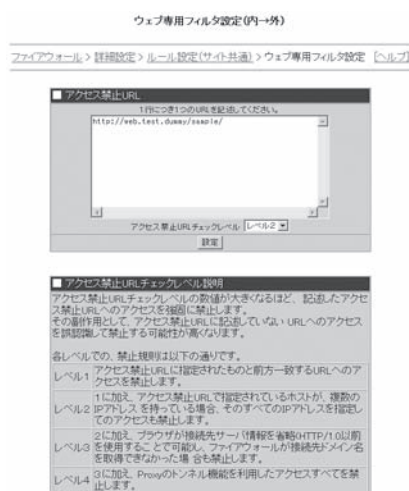 ウェブ専用フィルタ設定(内→外)
ファイアウォール > 詳細設定 > ルール設定(サイト共通) > ウェブ専用フィルタ設定 [ヘルプ]
■ アクセス禁止URL
1行につき1つのURLを記述してください。
http://web.test.dummy/sample/
アクセス禁止URLチェックレベル レベル2
設定
■ アクセス禁止URLチェックレベル説明
アクセス禁止URLチェックレベルの数値が大きくなるほど、記述したアクセ
ス禁止URLへのアクセスを強固に禁止します。
その副作用として、アクセス禁止URLに記述していない URLへのアクセス
を誤認識して禁止する可能性が高くなります。
各レベルでの、禁止規則は以下の通りです。
レベル1 アクセス禁止URLに指定されたものと前方一致するURLへのア
クセスを禁止します。
レベル2 1に加え、アクセス禁止URLで指定されているホストが、複数の
IPアドレス を持っている場合、そのすべてのIPアドレスを指定し
てのアクセスも禁止します。
レベル3 2に加え、ブラウザが接続先サーバ情報を省略(HTTP/1.0以前
を使用することで可能)し、ファイアウォールが接続先ドメイン名
を取得できなかった場 合も禁止します。
レベル4 3に加え、Proxyのトンネル機能を利用したアクセスすべてを禁
止します。